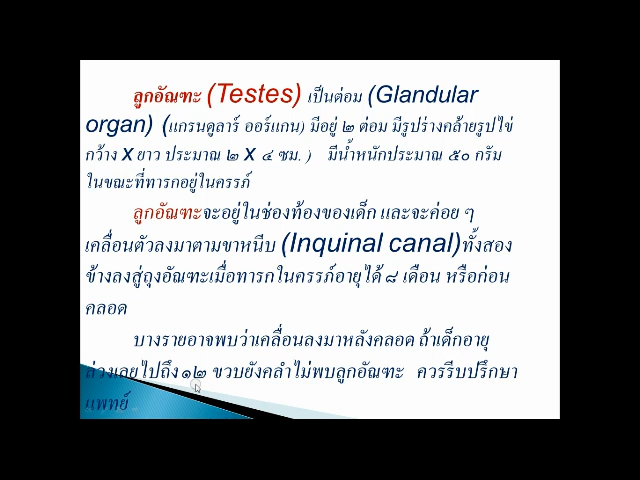 ลูกอัณฑะ (Testes) เป็นต่อม (Glandular
organ) (แกรนดูลาร์ ออร์แกน) มีอยู่ ๒ ต่อม มีรูปร่างคล้ายรูปไข่
กว้าง x ยาว ประมาณ ๒ x ๔ ซม. ) มีน้ำหนักประมาณ ๕๐ กรัม
ในขณะที่ทารกอยู่ในครรภ์
ลูกอัณฑะจะอยู่ในช่องท้องของเด็ก และจะค่อย ๆ
เคลื่อนตัวลงมาตามขาหนีบ (Inquinal canal)ทั้งสอง
ข้างลงสู่ถุงอัณฑะเมื่อทารกในครรภ์อายุได้ ๘ เดือน หรือก่อน
คลอด
บางรายอาจพบว่าเคลื่อนลงมาหลังคลอด ถ้าเด็กอายุ
ล่วงเลยไปถึง ๑๒ ขวบยังคลำไม่พบลูกอัณฑะ ควรรีบปรึกษา
แพทย์